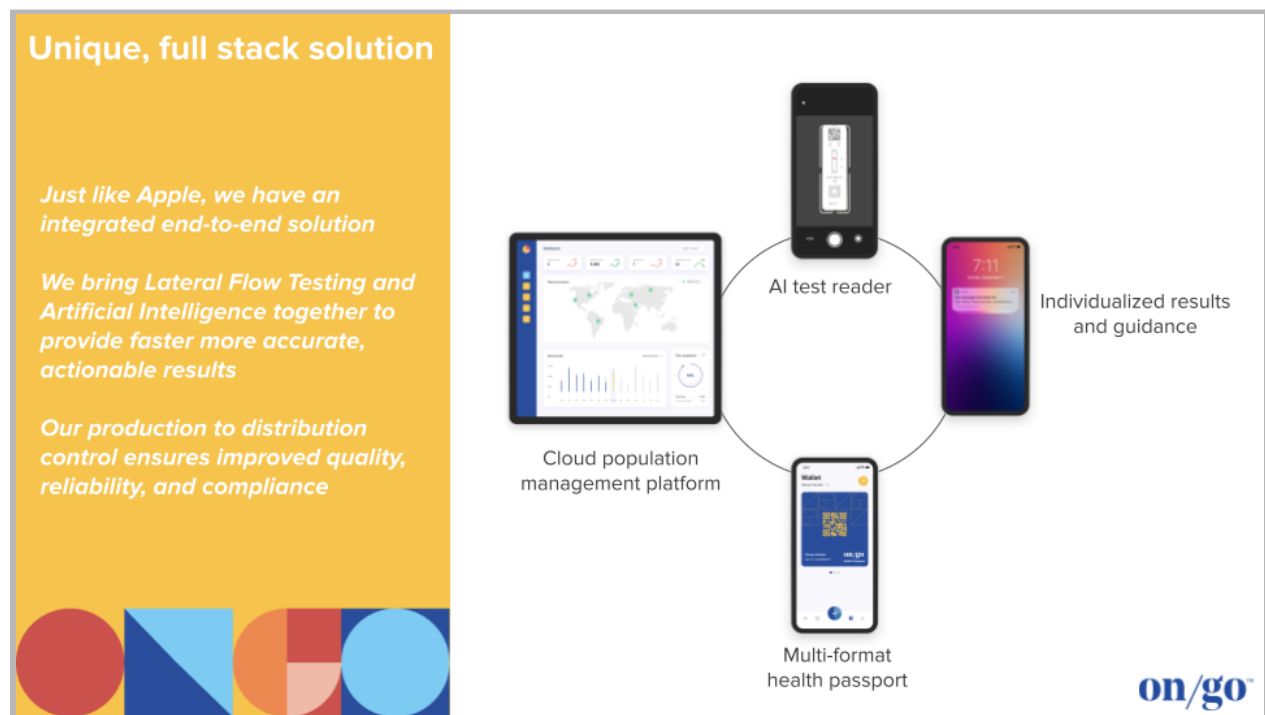 Unique, full stack solution
Just like Apple, we have an
integrated end-to-end solution
We bring Lateral Flow Testing and
Artificial Intelligence together to
provide faster more accurate,
actionable results
Our production to distribution
control ensures improved quality,
reliability, and compliance
AI test reader
7:11
Individualized results
and guidance
Cloud population
management platform
Wallet
on/go
Multi-format
health passport
on/go™